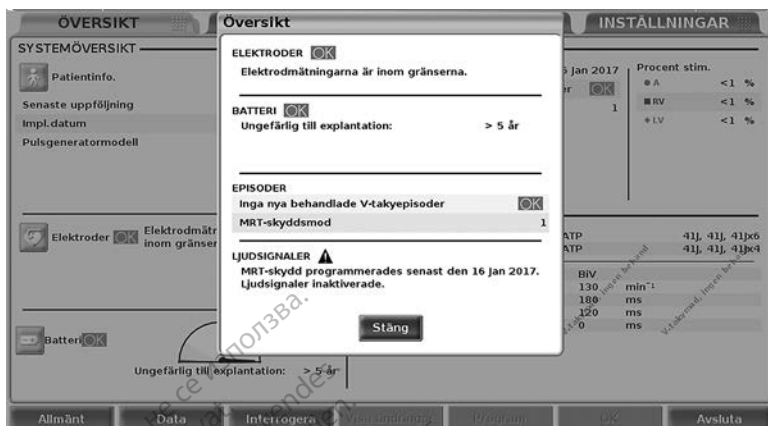 ÖVERSIKT
Översikt
INSTÄLLNINGAR
SYSTEMÖVERSIKT
Patientinfo.
Senaste uppföljning
Impl.datum
Pulsgeneratormodell
ELEKTRODER OK
Elektrodmätningarna är inom gränserna.
BATTERI OK
Ungefärlig till explantation: > 5 år
EPISODER
Inga nya behandlade V-takyepisoder OK
MRT-skyddsmod 1
LJUDSIGNALER
MRT-skydd programmerades senast den 16 Jan 2017.
Ljudsignaler inaktiverade.
Stäng
Jan 2017
OK
1
Procent stim.
A <1 %
RV <1 %
LV <1 %
Elektroder OK Elektrodmätr
inom gränser
ATP 41J, 41J, 41Jx6
ATP 41J, 41J, 41Jx4
BiV
130 min⁻¹
180 ms
120 ms
0 ms
Batteri OK
Ungefärlig till explantation: > 5 år
Allmänt
Data
Interrogera
Program
OK
Avsluta